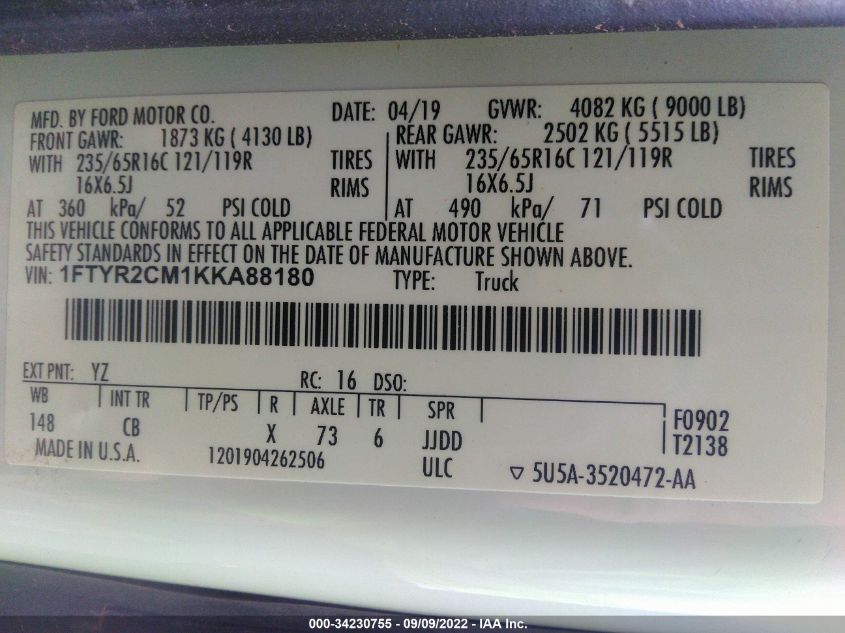 MFD. BY FORD MOTOR CO. DATE: 04/19 GVWR: 4082 KG ( 9000 LB)
FRONT GAWR: 1873 KG ( 4130 LB) REAR GAWR: 2502 KG ( 5515 LB)
WITH 235/65R16C 121/119R TIRES WITH 235/65R16C 121/119R TIRES
16X6.5J RIMS 16X6.5J RIMS
AT 360 kPa/ 52 PSI COLD AT 490 kPa/ 71 PSI COLD
THIS VEHICLE CONFORMS TO ALL APPLICABLE FEDERAL MOTOR VEHICLE
SAFETY STANDARDS IN EFFECT ON THE DATE OF MANUFACTURE SHOWN ABOVE.
VIN: 1FTYR2CM1KKA88180 TYPE: Truck
EXT PNT: YZ RC: 16 DSO:
WB INT TR TP/PS R AXLE TR SPR F0902
148 CB X 73 6 JJDD T2138
MADE IN U.S.A. 1201904262506 ULC 5U5A-3520472-AA
000-34230755 - 09/09/2022 - IAA Inc.